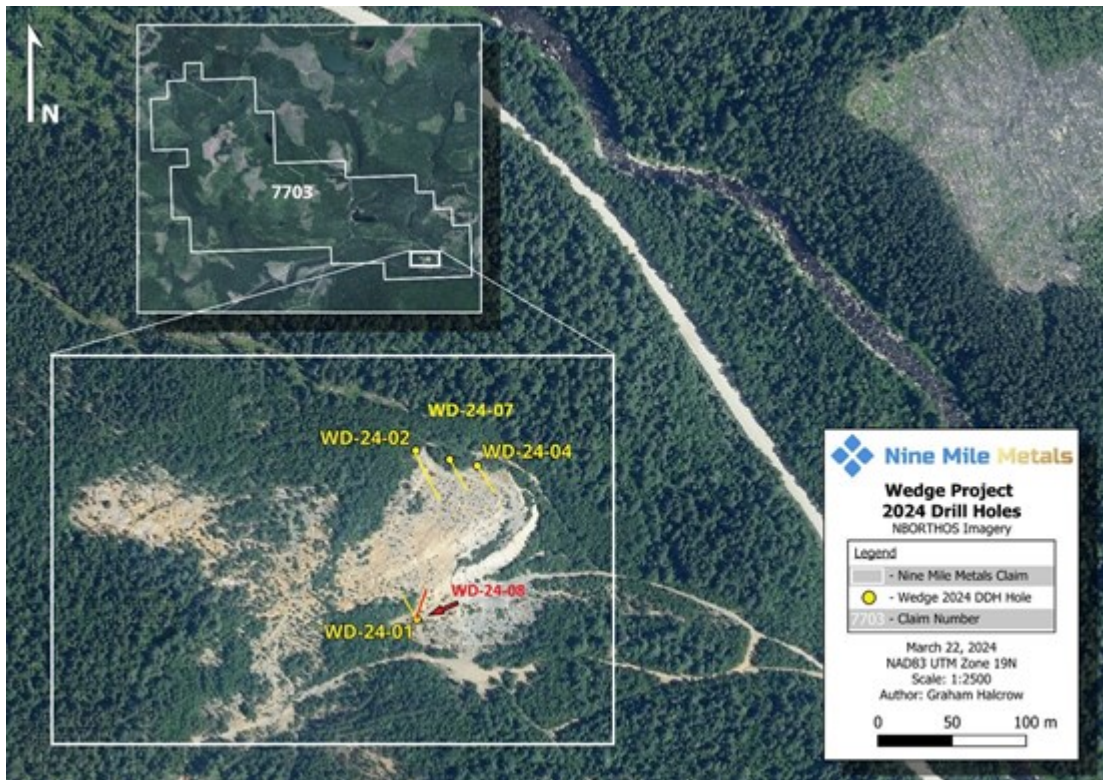 N
7703
WD-24-07
WD-24-02
WD-24-04
WD-24-08
WD-24-01
Nine Mile Metals
Wedge Project
2024 Drill Holes
NBORTHOS Imagery
Legend
- Nine Mile Metals Claim
- Wedge 2024 DDH Hole
7703 - Claim Number
March 22, 2024
NAD83 UTM Zone 19N
Scale: 1:2500
Author: Graham Halcrow
0 50 100 m